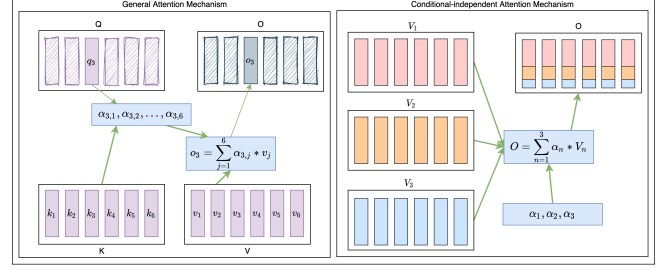 General Attention Mechanism
Q
O
q₃
o₃
α₃,₁, α₃,₂, . . . , α₃,₆
o₃ = ∑_{j=1}^{6} α₃,ⱼ * vⱼ
k₁ k₂ k₃ k₄ k₅ k₆
v₁ v₂ v₃ v₄ v₅ v₆
K
V
Conditional-independent Attention Mechanism
V₁
O
V₂
O = ∑_{n=1}^{3} αₙ * Vₙ
V₃
α₁, α₂, α₃